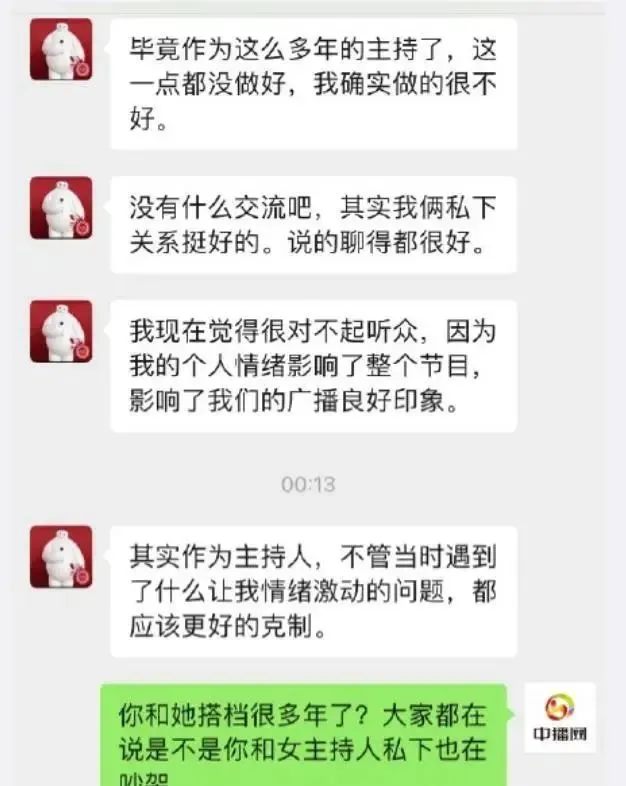 毕竟作为这么多年的主持了，这
一点都没做好，我确实做的很不
好。
没有什么交流吧，其实我俩私下
关系挺好的。说的聊得都很好。
我现在觉得很对不起听众，因为
我的个人情绪影响了整个节目，
影响了我们的广播良好印象。
00:13
其实作为主持人，不管当时遇到
了什么让我情绪激动的问题，都
应该更好的克制。
你和她搭档很多年了？大家都在
说是不是你和女主持人私下也在
吵架
中播网